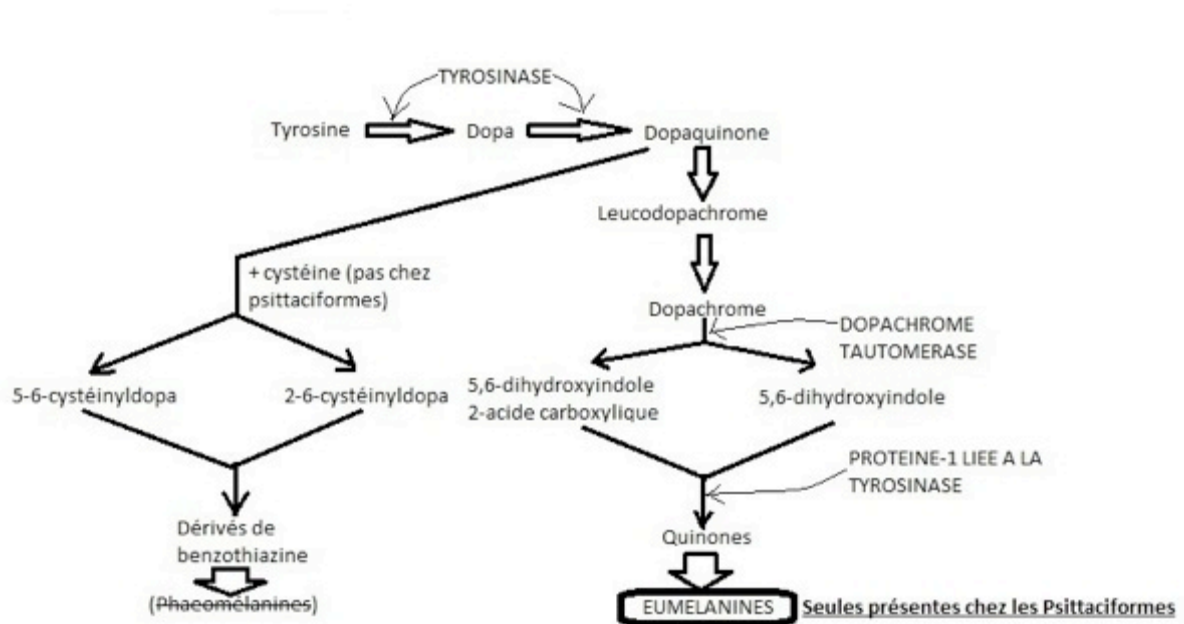 TYROSINASE
Tyrosine
Dopa
Dopaquinone
Leucodopachrome
+ cystéine (pas chez
psittaciformes)
Dopachrome
DOPACHROME
TAUTOMERASE
5-6-cystéinyldopa
2-6-cystéinyldopa
5,6-dihydroxyindole
2-acide carboxylique
5,6-dihydroxyindole
PROTEINE-1 LIEE A LA
TYROSINASE
Dérivés de
benzothiazine
Quinones
(Phaeomélanines)
EUMELANINES
Seules présentes chez les Psittaciformes